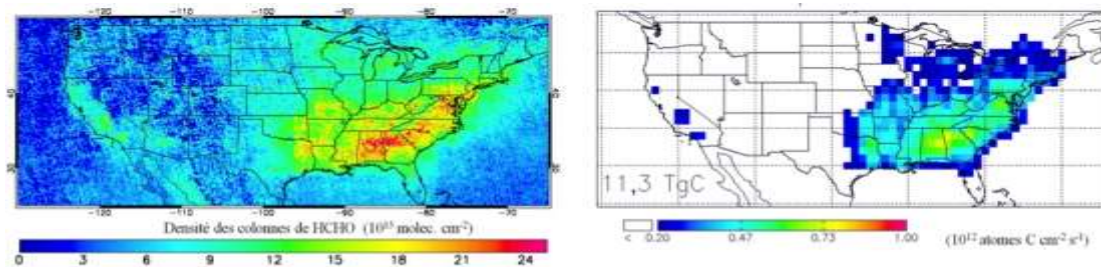 −120 −110 −100 −90 −80 −70
40 40
30 30
−120 −110 −100 −90 −80 −70
Densité des colonnes de HCHO (10¹⁵ molec. cm⁻²)
0 3 6 9 12 15 18 21 24
11,3 TgC
< 0.20 0.47 0.73 1.00
(10¹² atomes C cm⁻² s⁻¹)